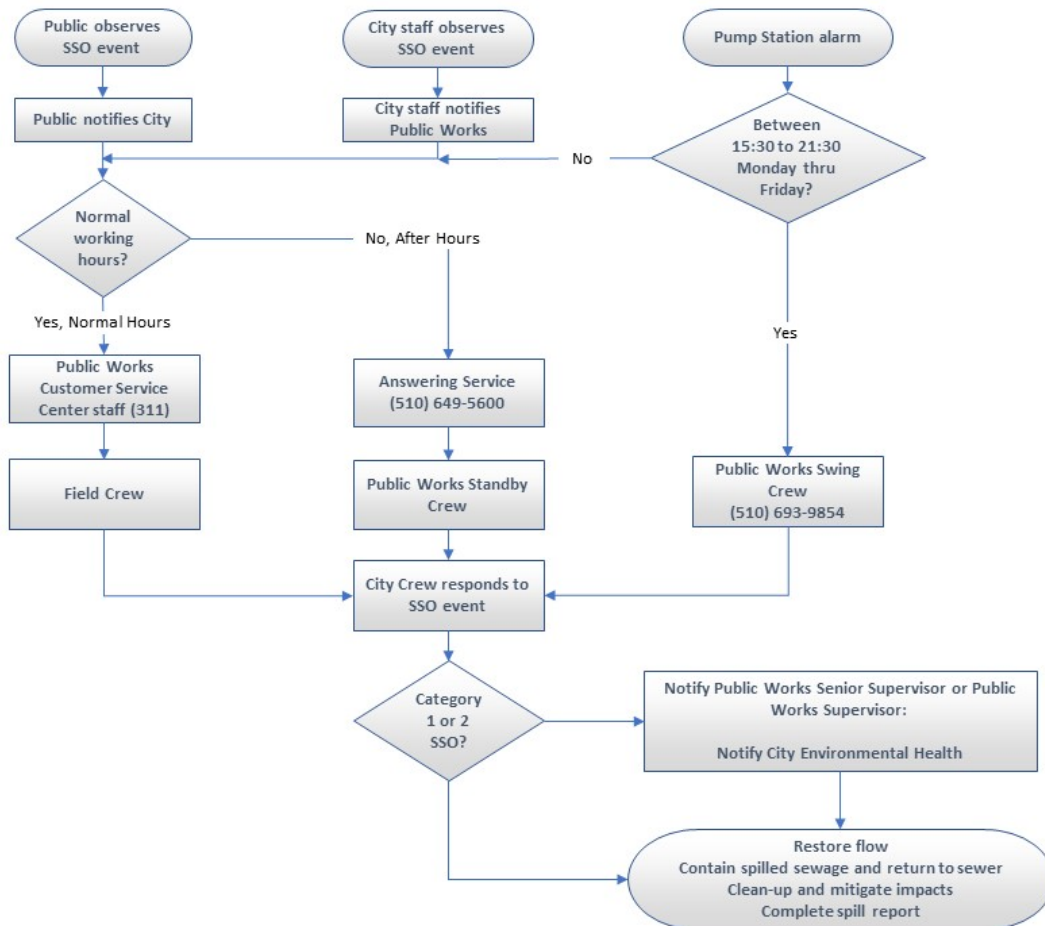 Public observes
SSO event
City staff observes
SSO event
Pump Station alarm
Public notifies City
City staff notifies
Public Works
Between
15:30 to 21:30
Monday thru
Friday?
No
Normal
working
hours?
No, After Hours
Yes, Normal Hours
Yes
Public Works
Customer Service
Center staff (311)
Answering Service
(510) 649-5600
Field Crew
Public Works Standby
Crew
Public Works Swing
Crew
(510) 693-9854
City Crew responds to
SSO event
Category
1 or 2
SSO?
Notify Public Works Senior Supervisor or Public
Works Supervisor:
Notify City Environmental Health
Restore flow
Contain spilled sewage and return to sewer
Clean-up and mitigate impacts
Complete spill report